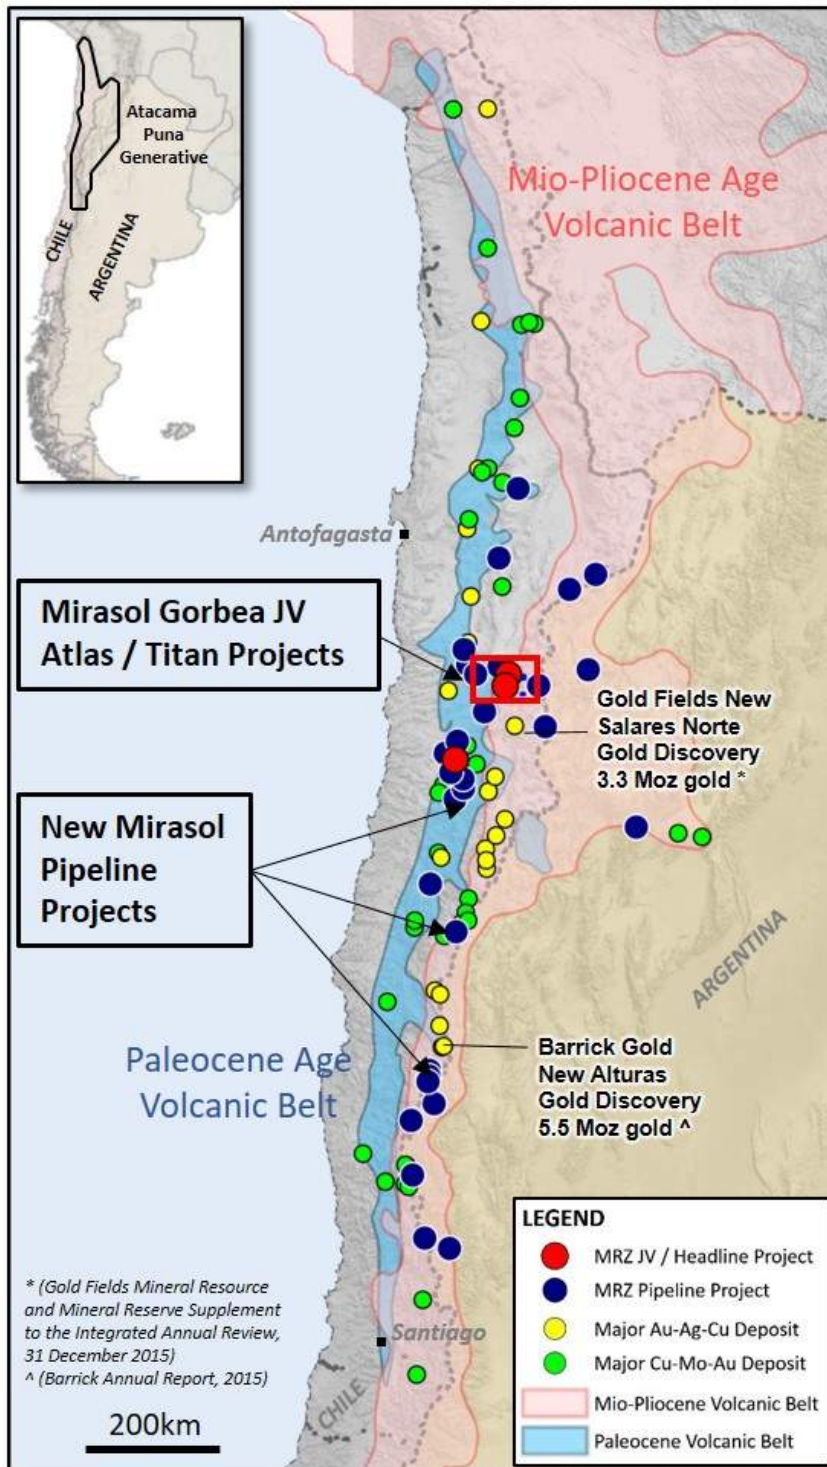 Atacama
Puna
Generative
CHILE
ARGENTINA
Mio-Pliocene Age
Volcanic Belt
Antofagasta
Mirasol Gorbea JV
Atlas / Titan Projects
Gold Fields New
Salares Norte
Gold Discovery
3.3 Moz gold *
New Mirasol
Pipeline
Projects
ARGENTINA
Paleocene Age
Volcanic Belt
Barrick Gold
New Alturas
Gold Discovery
5.5 Moz gold ^
LEGEND
MRZ JV / Headline Project
MRZ Pipeline Project
Major Au-Ag-Cu Deposit
Major Cu-Mo-Au Deposit
Mio-Pliocene Volcanic Belt
Paleocene Volcanic Belt
* (Gold Fields Mineral Resource
and Mineral Reserve Supplement
to the Integrated Annual Review,
31 December 2015)
^ (Barrick Annual Report, 2015)
Santiago
CHILE
200km